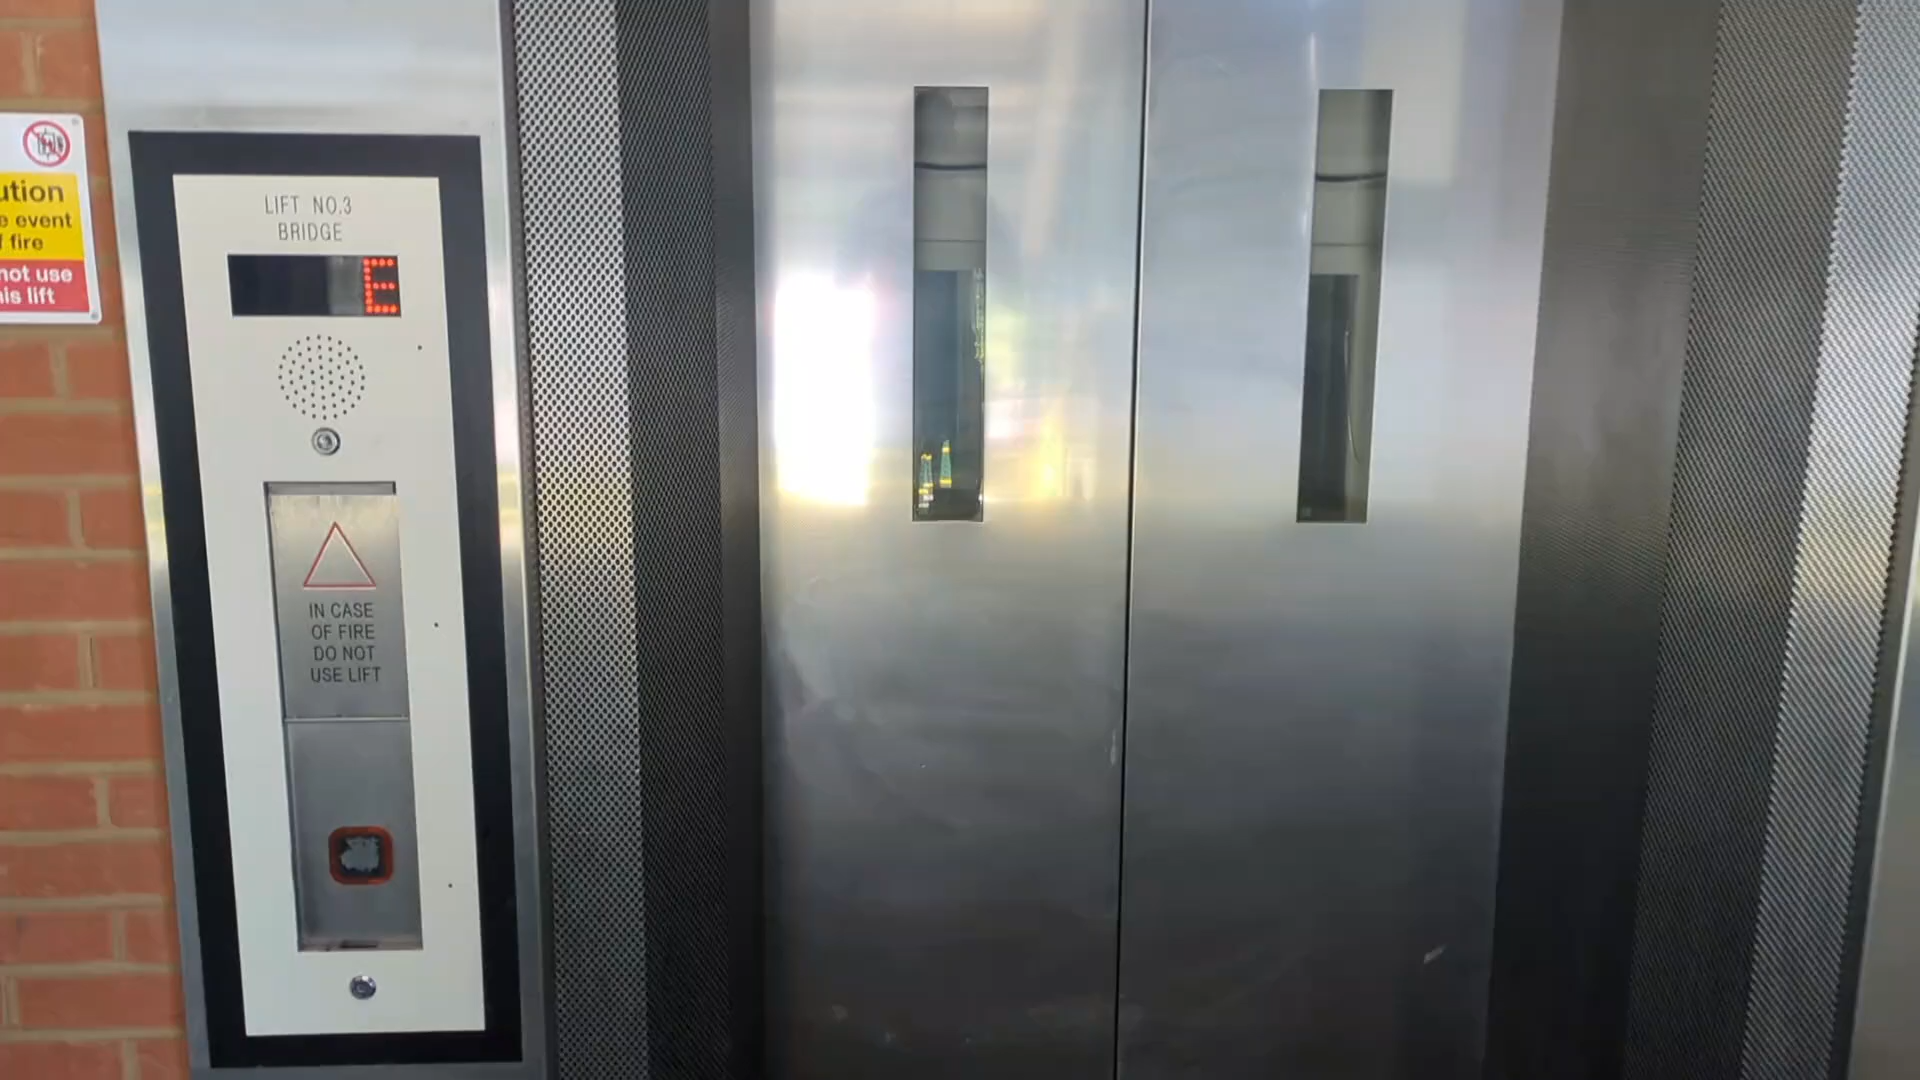 ution
e event
f fire
not use
is lift
LIFT NO.3
BRIDGE
E
IN CASE
OF FIRE
DO NOT
USE LIFT